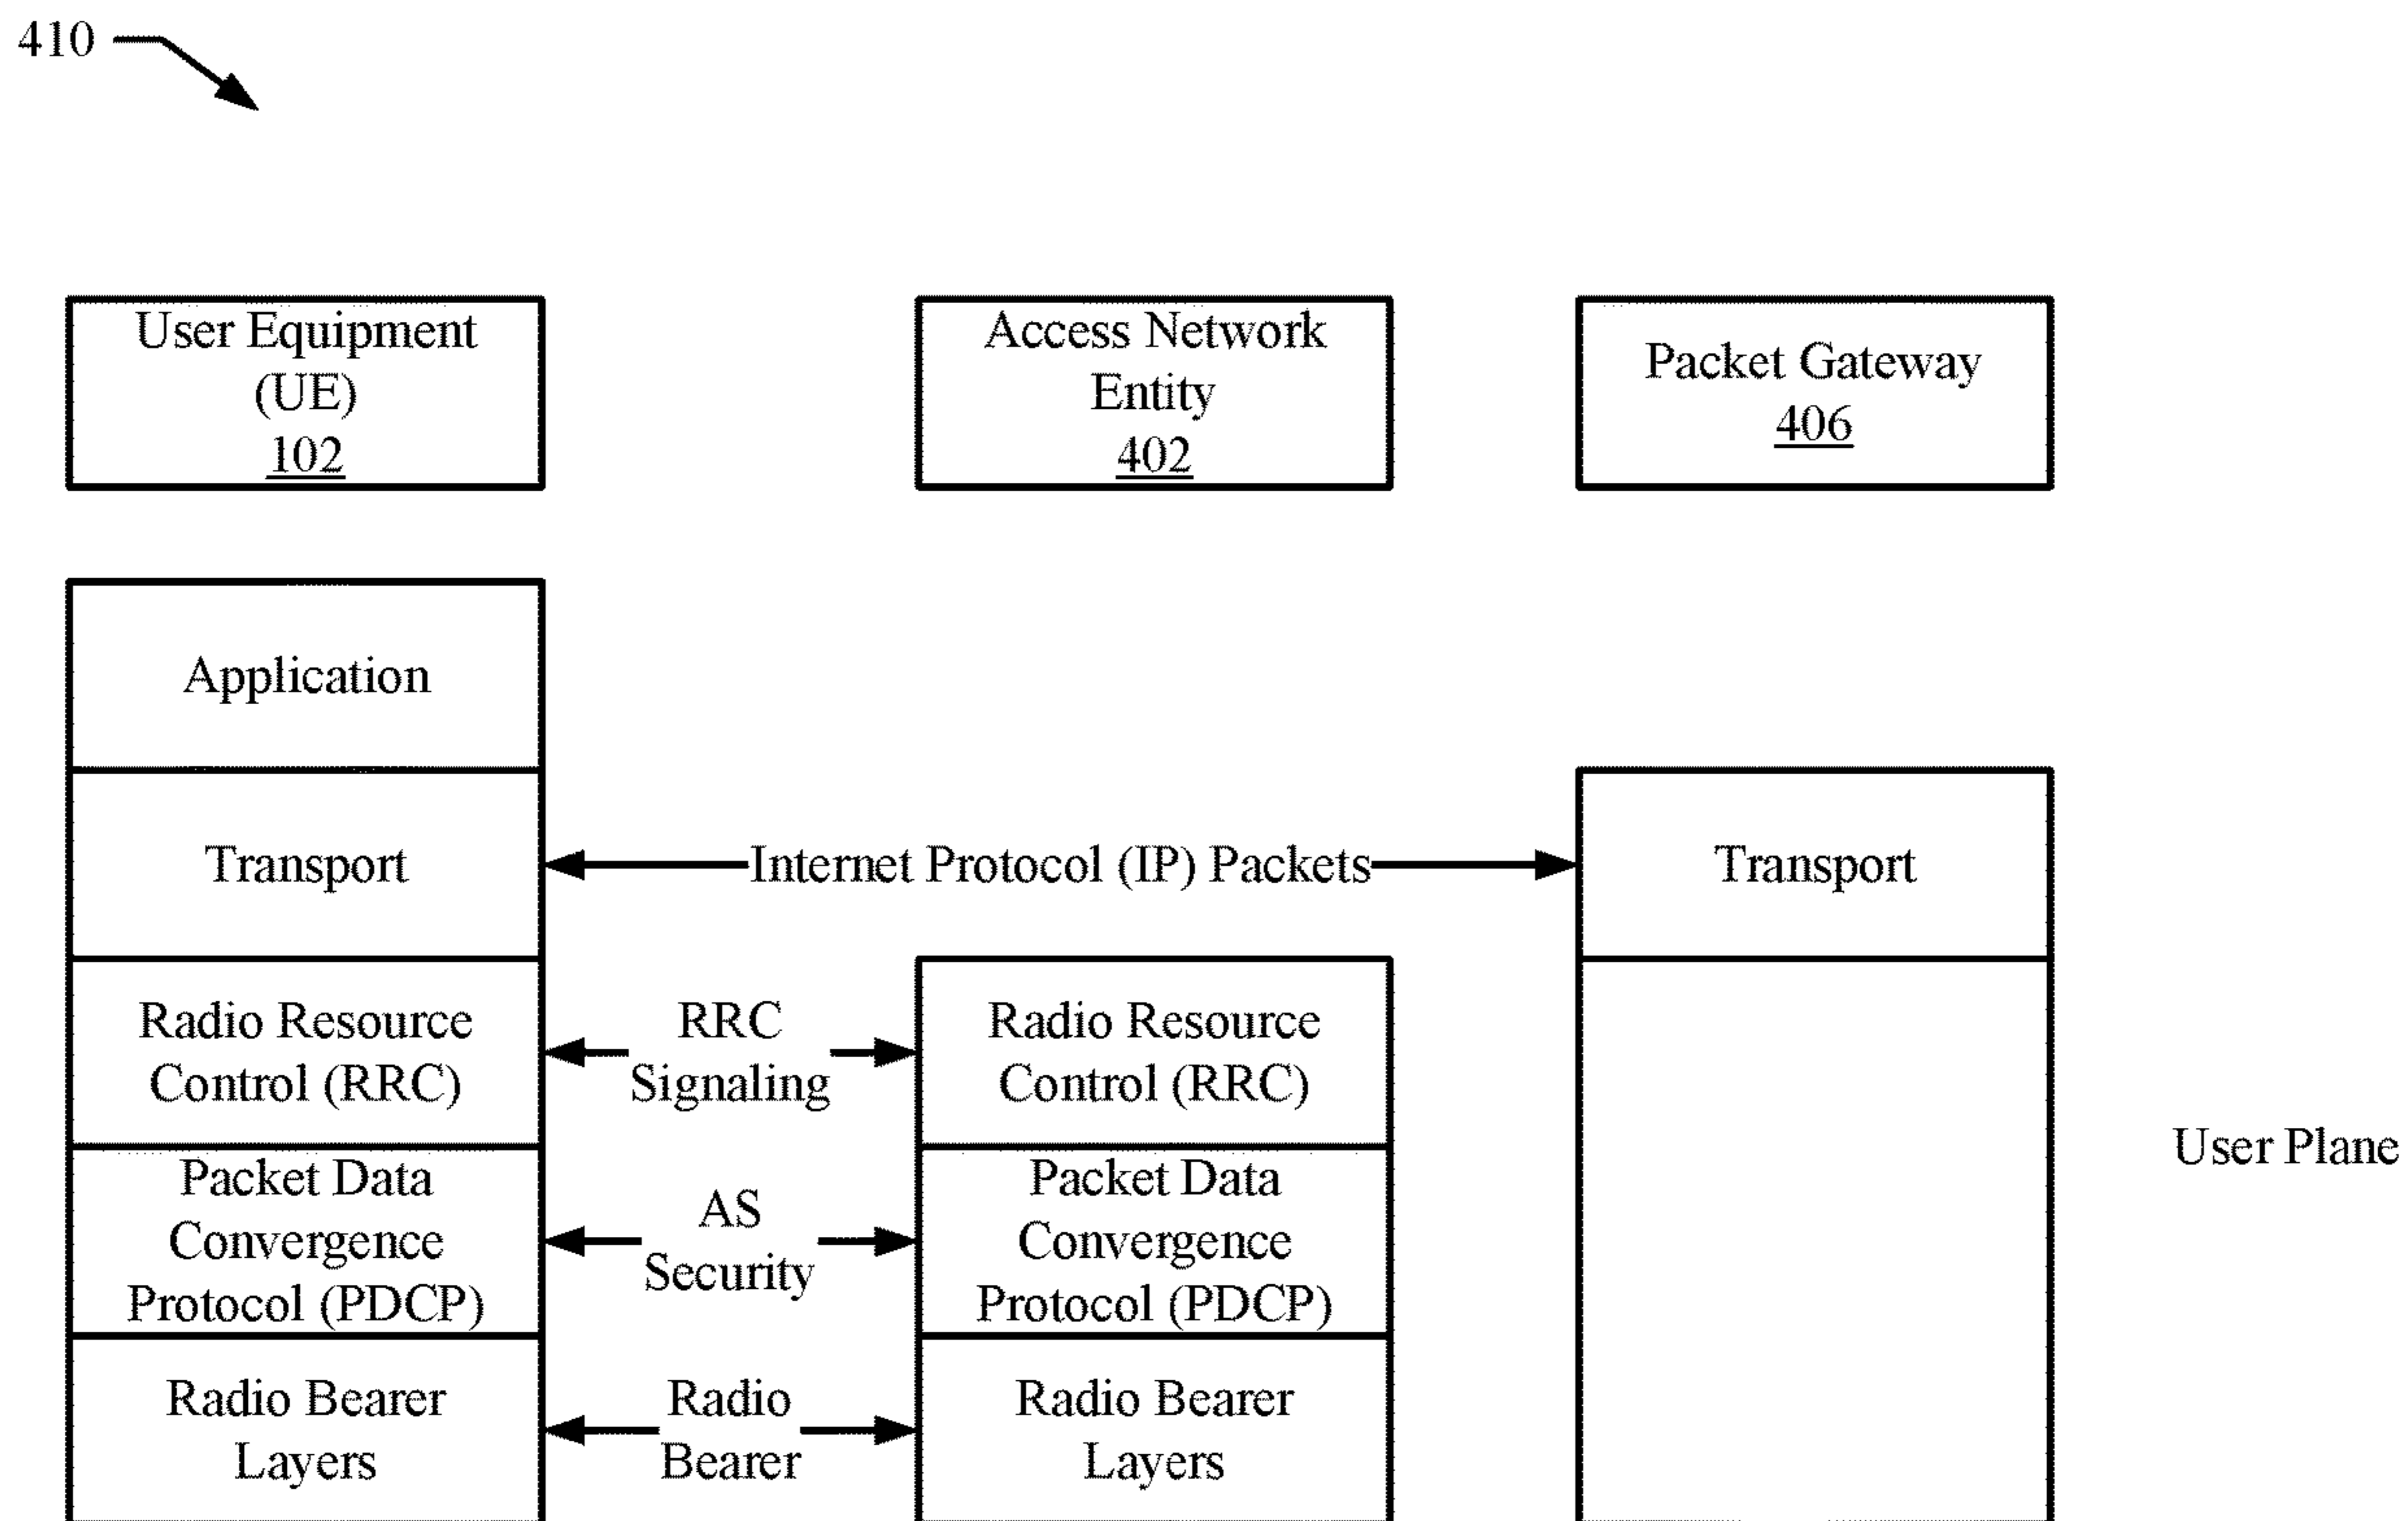 410
User Equipment
(UE)
102
Access Network
Entity
402
Packet Gateway
406
Application
Transport
Internet Protocol (IP) Packets
Transport
Radio Resource
Control (RRC)
RRC
Signaling
Radio Resource
Control (RRC)
Packet Data
Convergence
Protocol (PDCP)
AS
Security
Packet Data
Convergence
Protocol (PDCP)
User Plane
Radio Bearer
Layers
Radio
Bearer
Radio Bearer
Layers